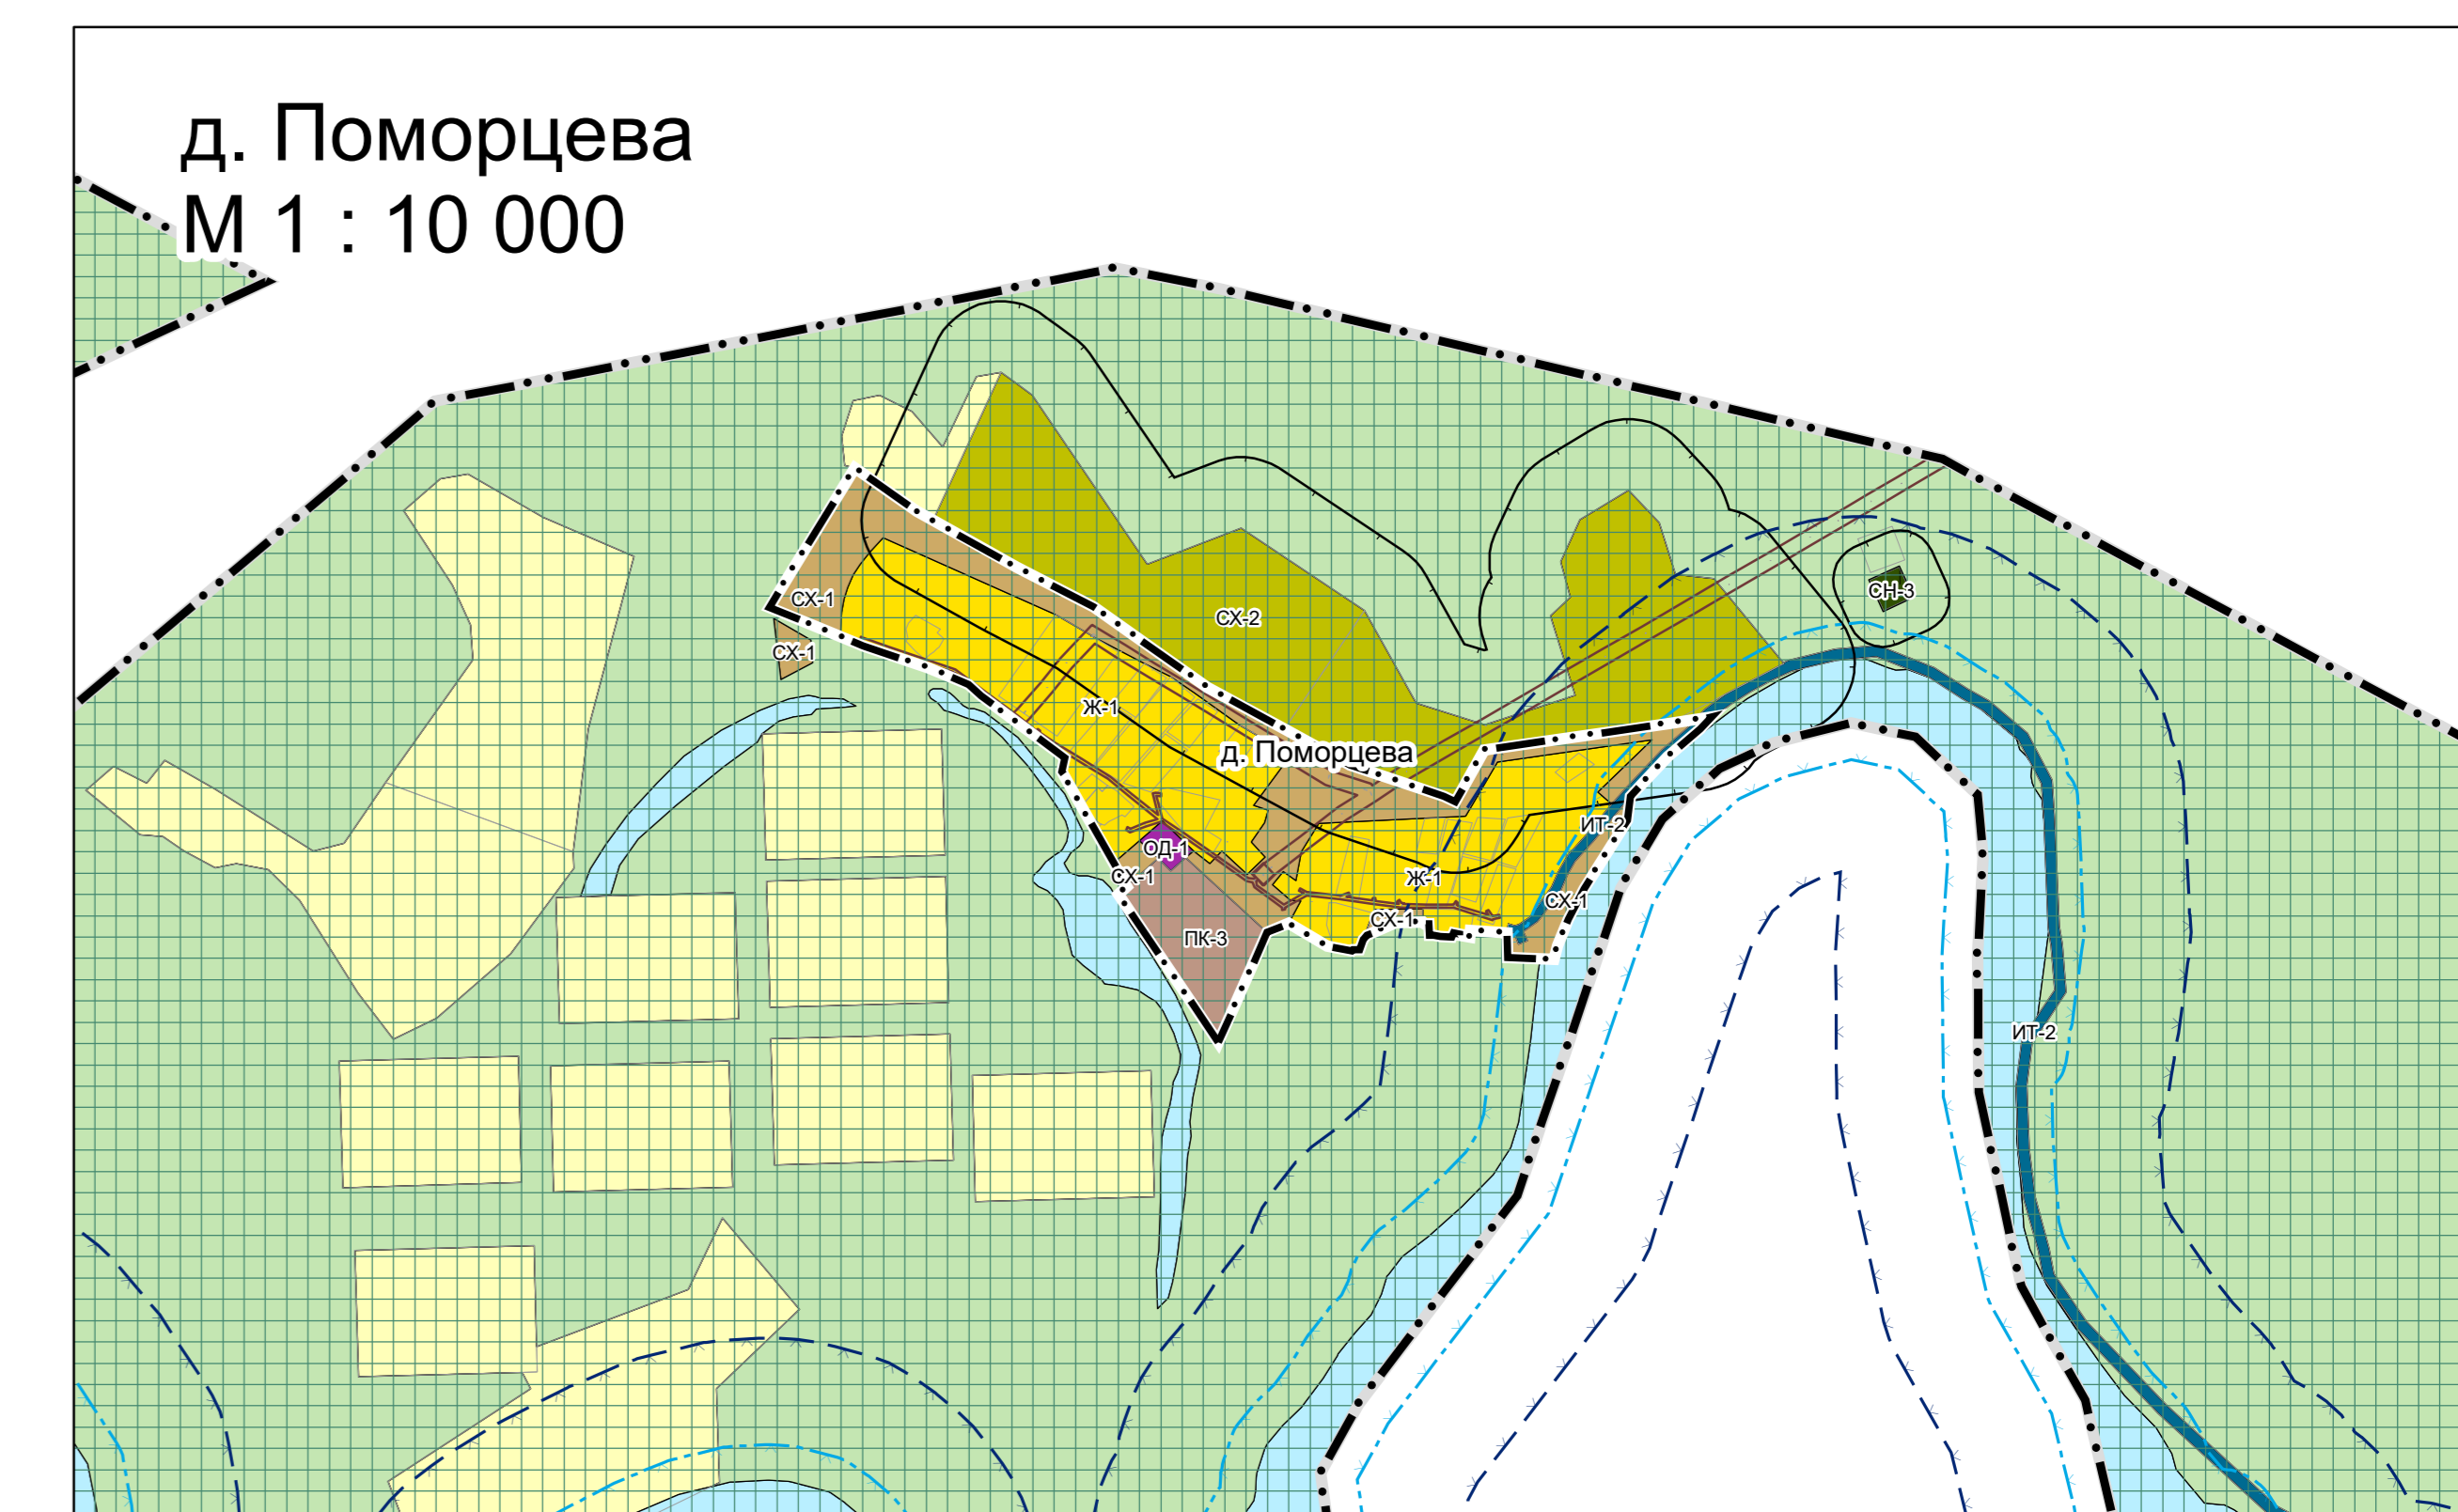 д. Поморцева
М 1 : 10 000
СН-3
СХ-1
СХ-2
СХ-1
Ж-1
д. Поморцева
ИТ-2
ОД-1
СХ-1
Ж-1
СХ-1
СХ-1
ПК-3
ИТ-2